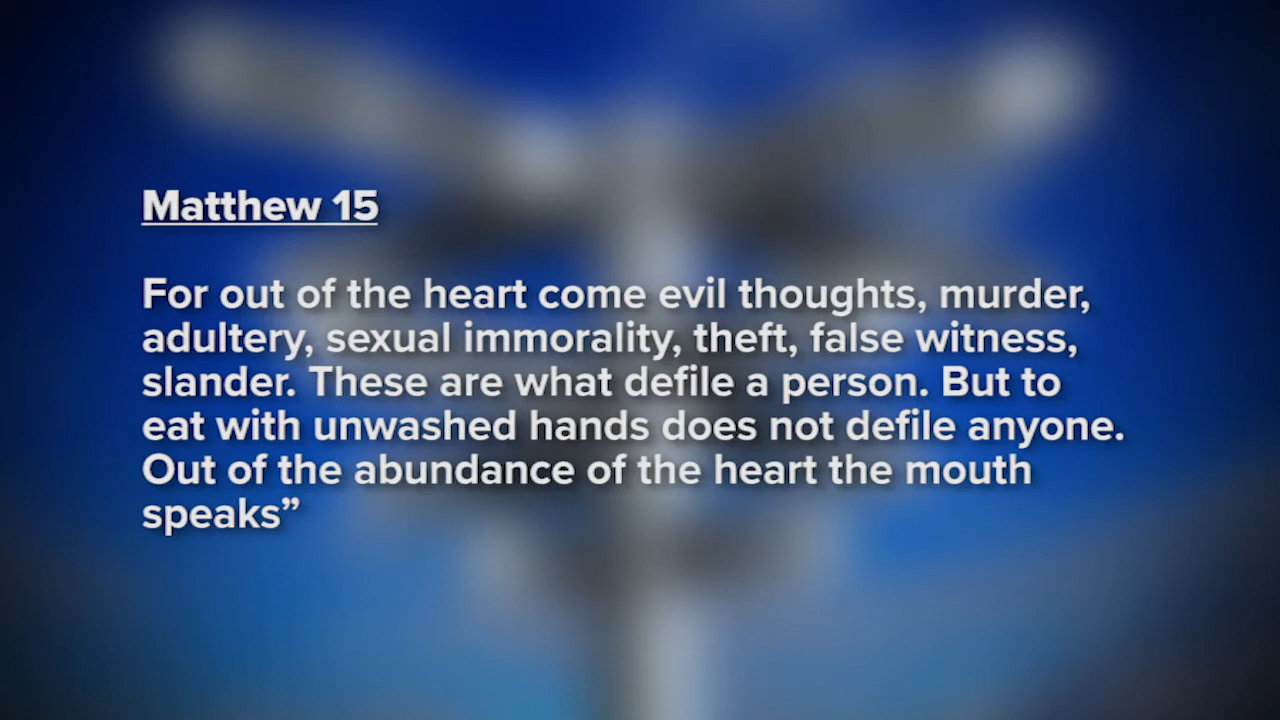 Matthew 15
For out of the heart come evil thoughts, murder,
adultery, sexual immorality, theft, false witness,
slander. These are what defile a person. But to
eat with unwashed hands does not defile anyone.
Out of the abundance of the heart the mouth
speaks”